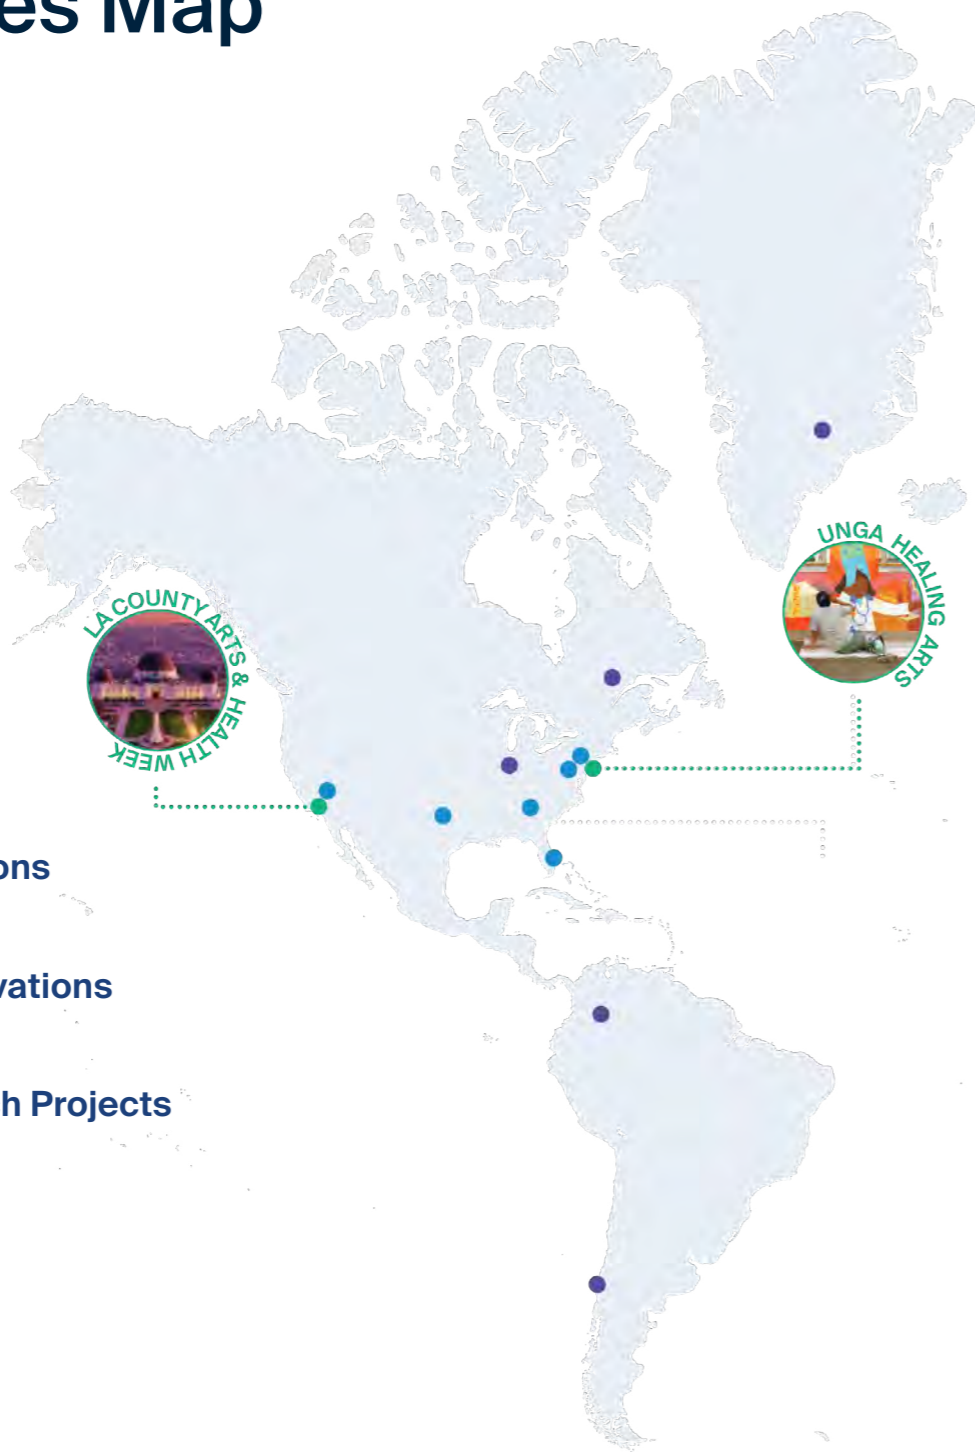 es Map
UNGA HEALING ARTS
LA COUNTY ARTS & HEALTH WEEK
ons
vations
h Projects